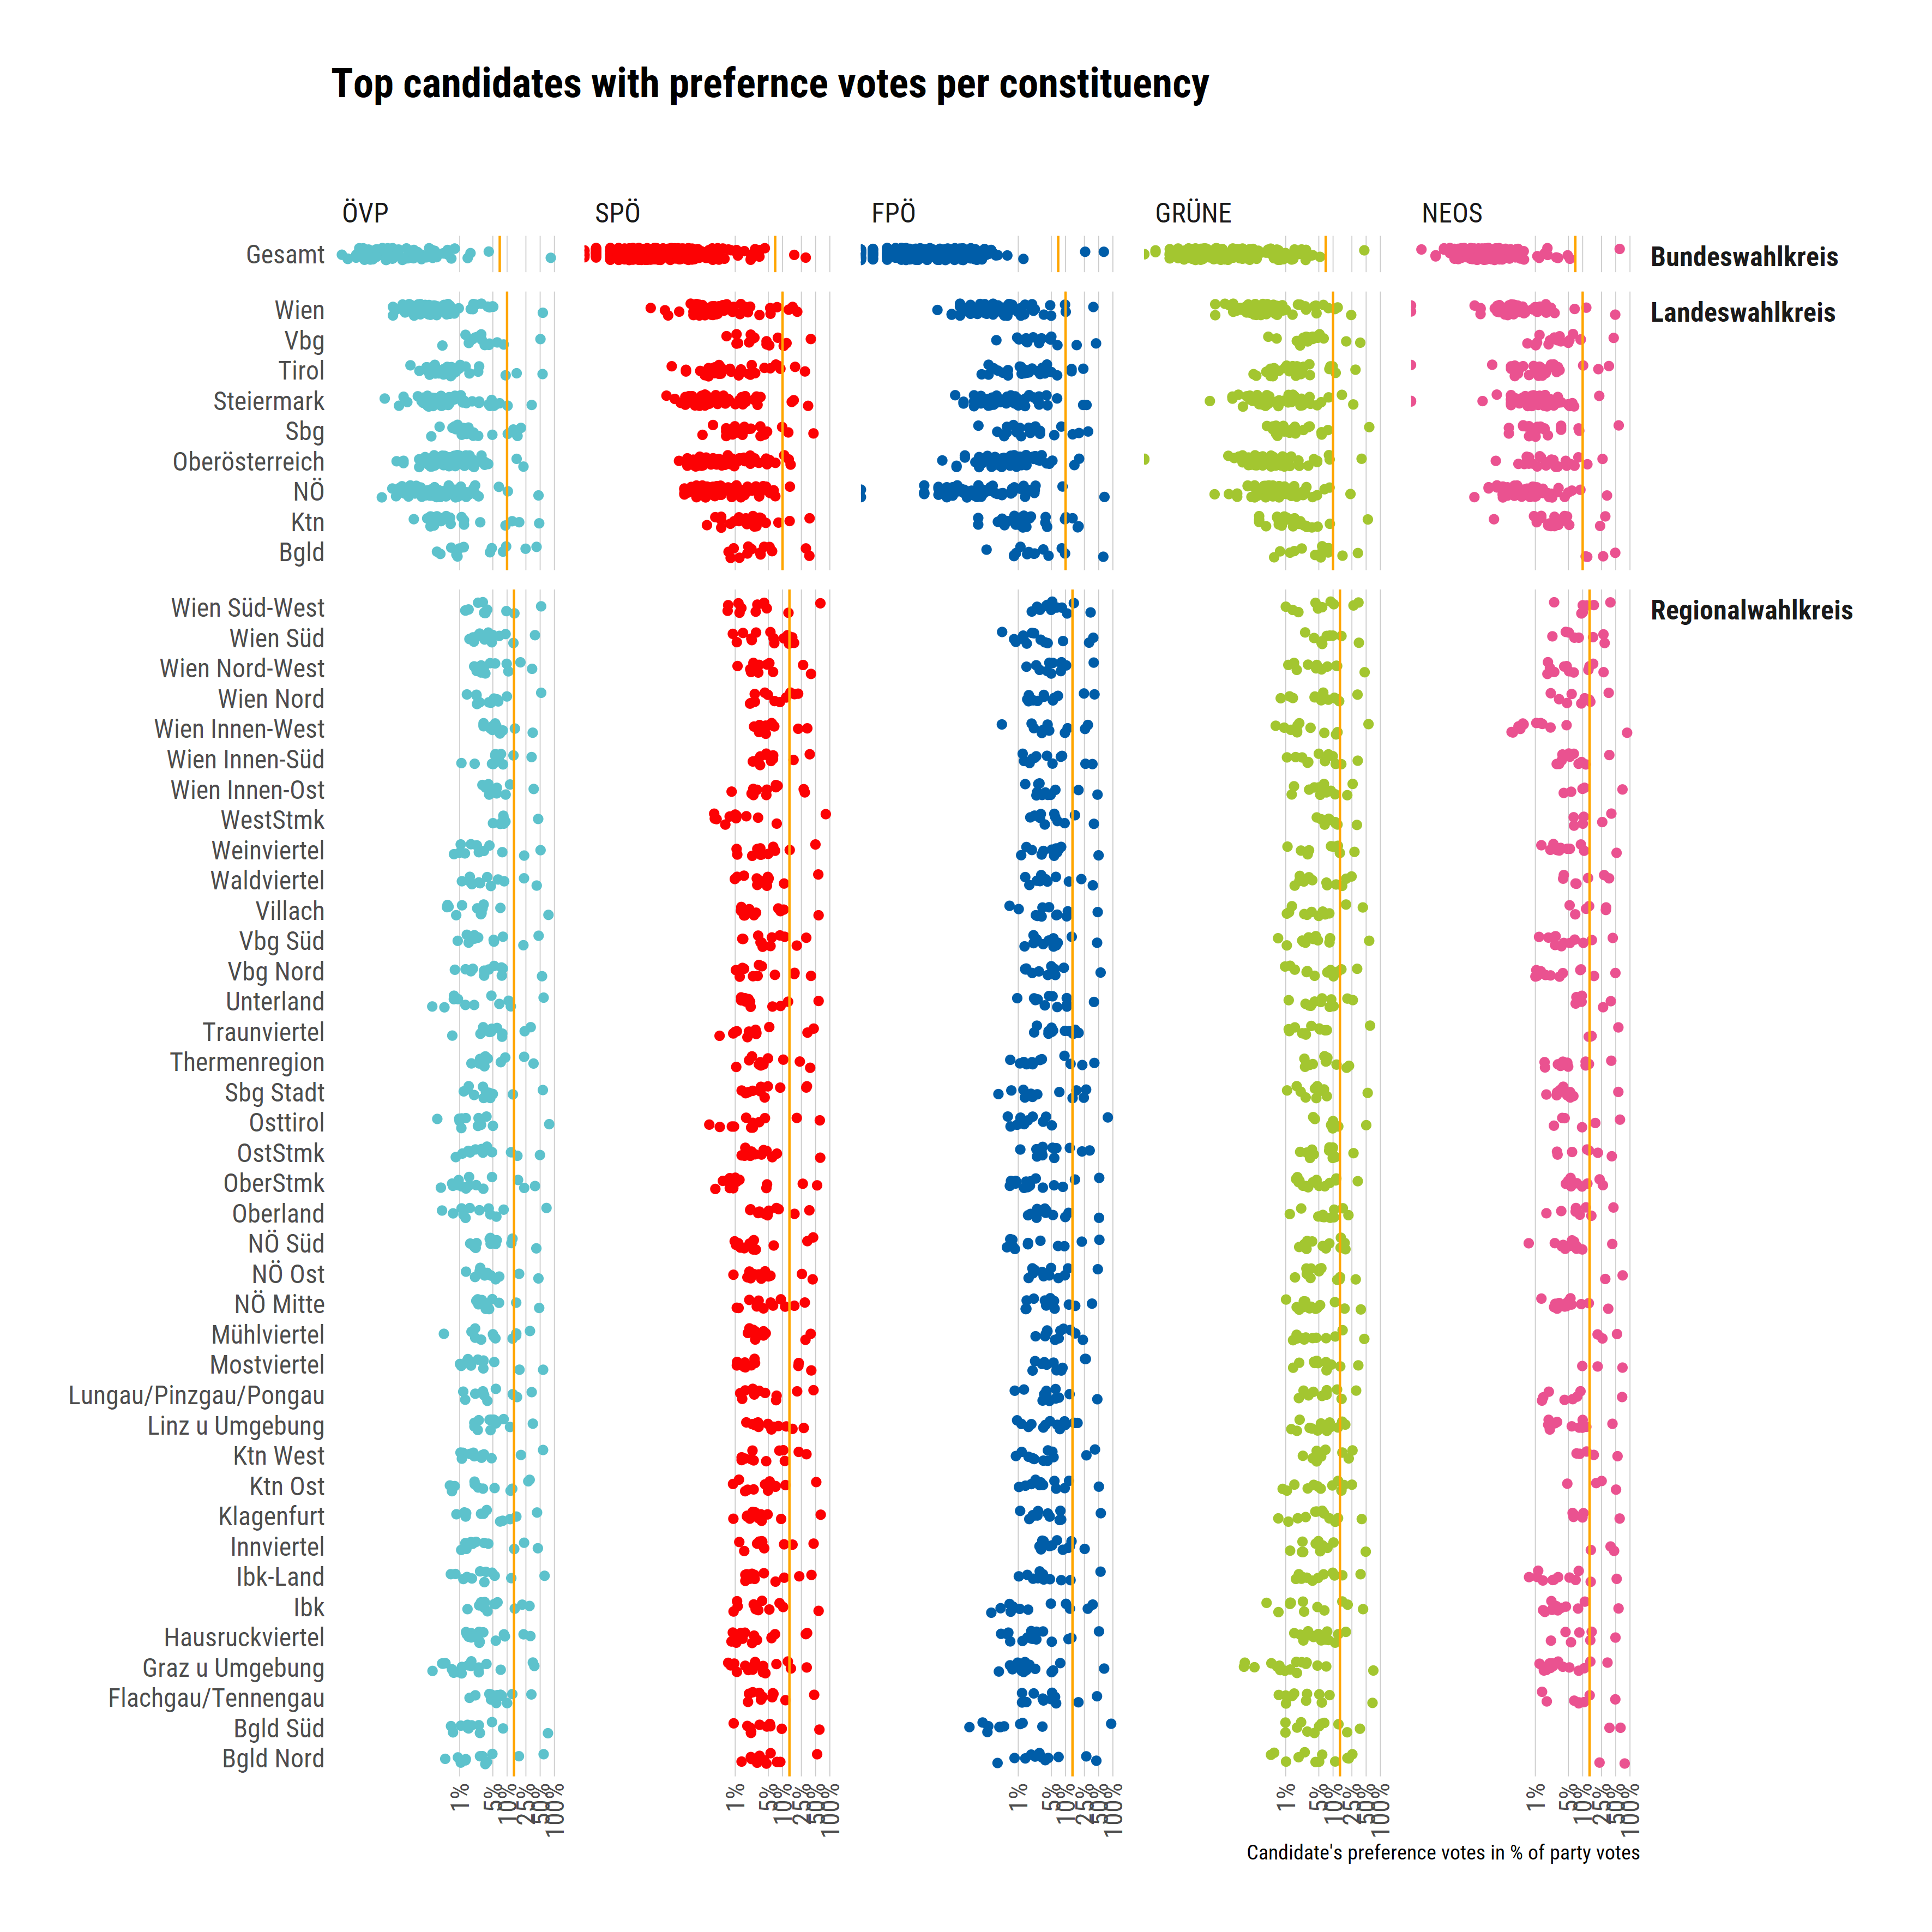 Top candidates with prefernce votes per constituency
ÖVP SPÖ FPÖ GRÜNE NEOS
Gesamt Bundeswahlkreis
Wien Landeswahlkreis
Vbg
Tirol
Steiermark
Sbg
Oberösterreich
NÖ
Ktn
Bgld
Wien Süd-West Regionalwahlkreis
Wien Süd
Wien Nord-West
Wien Nord
Wien Innen-West
Wien Innen-Süd
Wien Innen-Ost
WestStmk
Weinviertel
Waldviertel
Villach
Vbg Süd
Vbg Nord
Unterland
Traunviertel
Thermenregion
Sbg Stadt
Osttirol
OstStmk
OberStmk
Oberland
NÖ Süd
NÖ Ost
NÖ Mitte
Mühlviertel
Mostviertel
Lungau/Pinzgau/Pongau
Linz u Umgebung
Ktn West
Ktn Ost
Klagenfurt
Innviertel
Ibk-Land
Ibk
Hausruckviertel
Graz u Umgebung
Flachgau/Tennengau
Bgld Süd
Bgld Nord
1% 5% 10% 25% 50% 100% 1% 5% 10% 25% 50% 100% 1% 5% 10% 25% 50% 100% 1% 5% 10% 25% 50% 100% 1% 5% 10% 25% 50% 100%
Candidate's preference votes in % of party votes